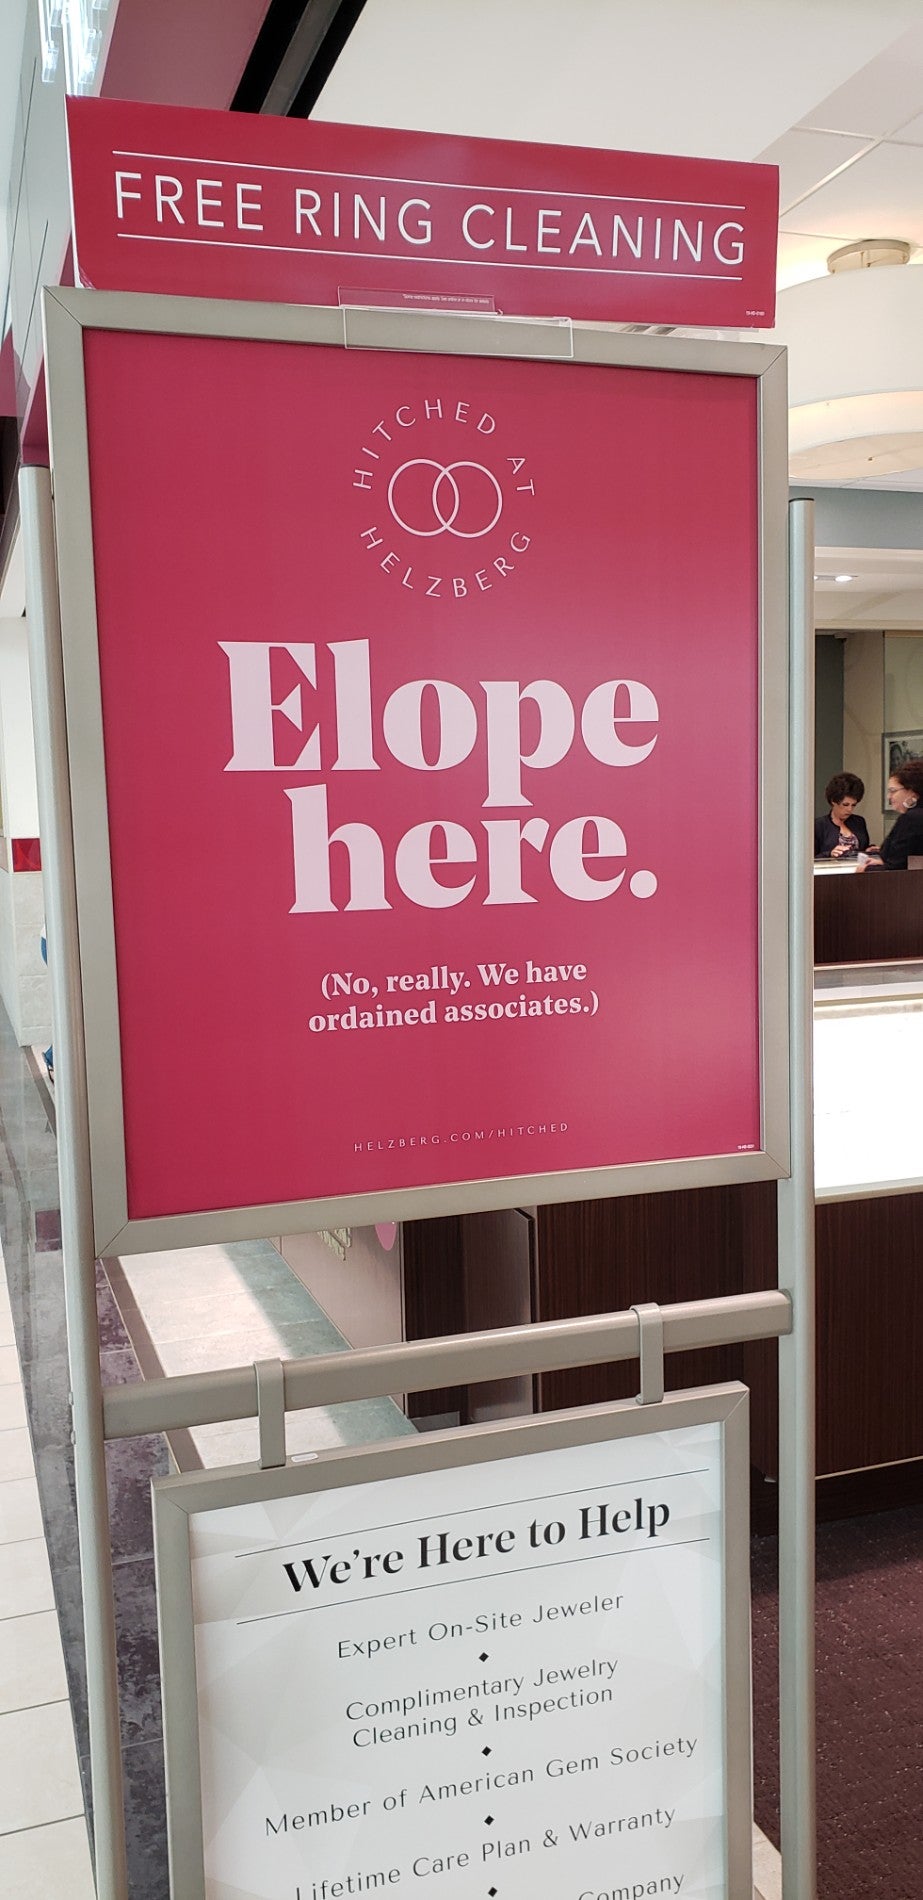 FREE RING CLEANING
HITCHED AT HELZBERG
Elope
here.
(No, really. We have
ordained associates.)
HELZBERG.COM/HITCHED
We're Here to Help
Expert On-Site Jeweler
Complimentary Jewelry
Cleaning & Inspection
Member of American Gem Society
Lifetime Care Plan & Warranty
Company